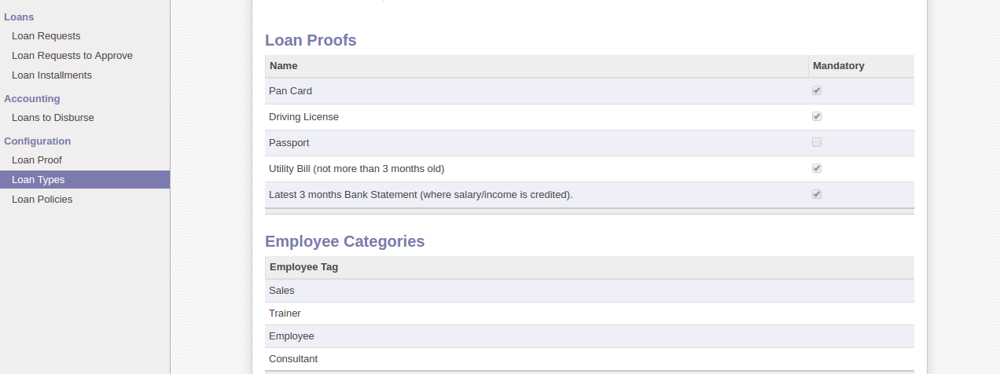 Loans
Loan Requests
Loan Requests to Approve
Loan Installments
Accounting
Loans to Disburse
Configuration
Loan Proof
Loan Types
Loan Policies
Loan Proofs
Name Mandatory
Pan Card
Driving License
Passport
Utility Bill (not more than 3 months old)
Latest 3 months Bank Statement (where salary/income is credited).
Employee Categories
Employee Tag
Sales
Trainer
Employee
Consultant